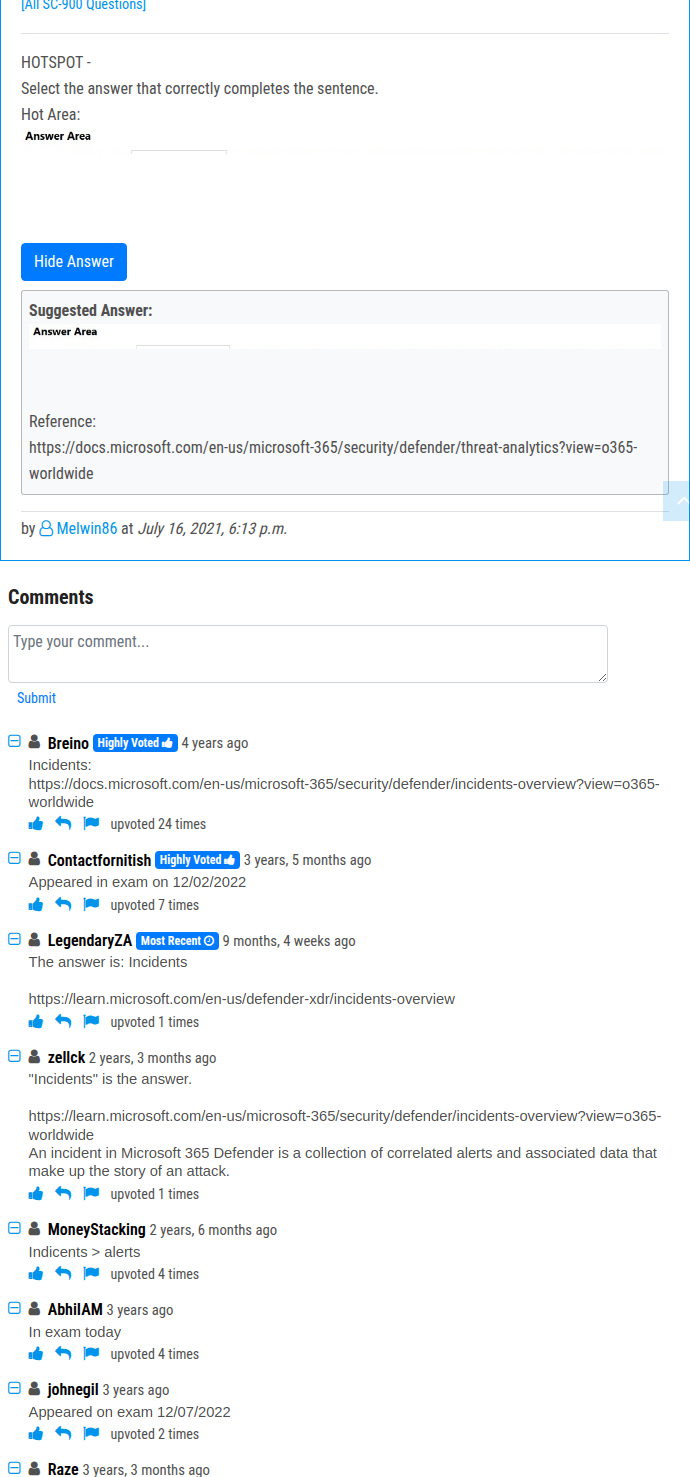 [All SC-900 Questions]
HOTSPOT -
Select the answer that correctly completes the sentence.
Hot Area:
Answer Area
Hide Answer
Suggested Answer:
Answer Area
Reference:
https://docs.microsoft.com/en-us/microsoft-365/security/defender/threat-analytics?view=o365-
worldwide
by Melwin86 at July 16, 2021, 6:13 p.m.
Comments
Type your comment...
Submit
Breino Highly Voted 4 years ago
Incidents:
https://docs.microsoft.com/en-us/microsoft-365/security/defender/incidents-overview?view=o365-
worldwide
upvoted 24 times
Contactfornitish Highly Voted 3 years, 5 months ago
Appeared in exam on 12/02/2022
upvoted 7 times
LegendaryZA Most Recent 9 months, 4 weeks ago
The answer is: Incidents
https://learn.microsoft.com/en-us/defender-xdr/incidents-overview
upvoted 1 times
zellck 2 years, 3 months ago
"Incidents" is the answer.
https://learn.microsoft.com/en-us/microsoft-365/security/defender/incidents-overview?view=o365-
worldwide
An incident in Microsoft 365 Defender is a collection of correlated alerts and associated data that
make up the story of an attack.
upvoted 1 times
MoneyStacking 2 years, 6 months ago
Indicents > alerts
upvoted 4 times
AbhilAM 3 years ago
In exam today
upvoted 4 times
johnegil 3 years ago
Appeared on exam 12/07/2022
upvoted 2 times
Raze 3 years, 3 months ago